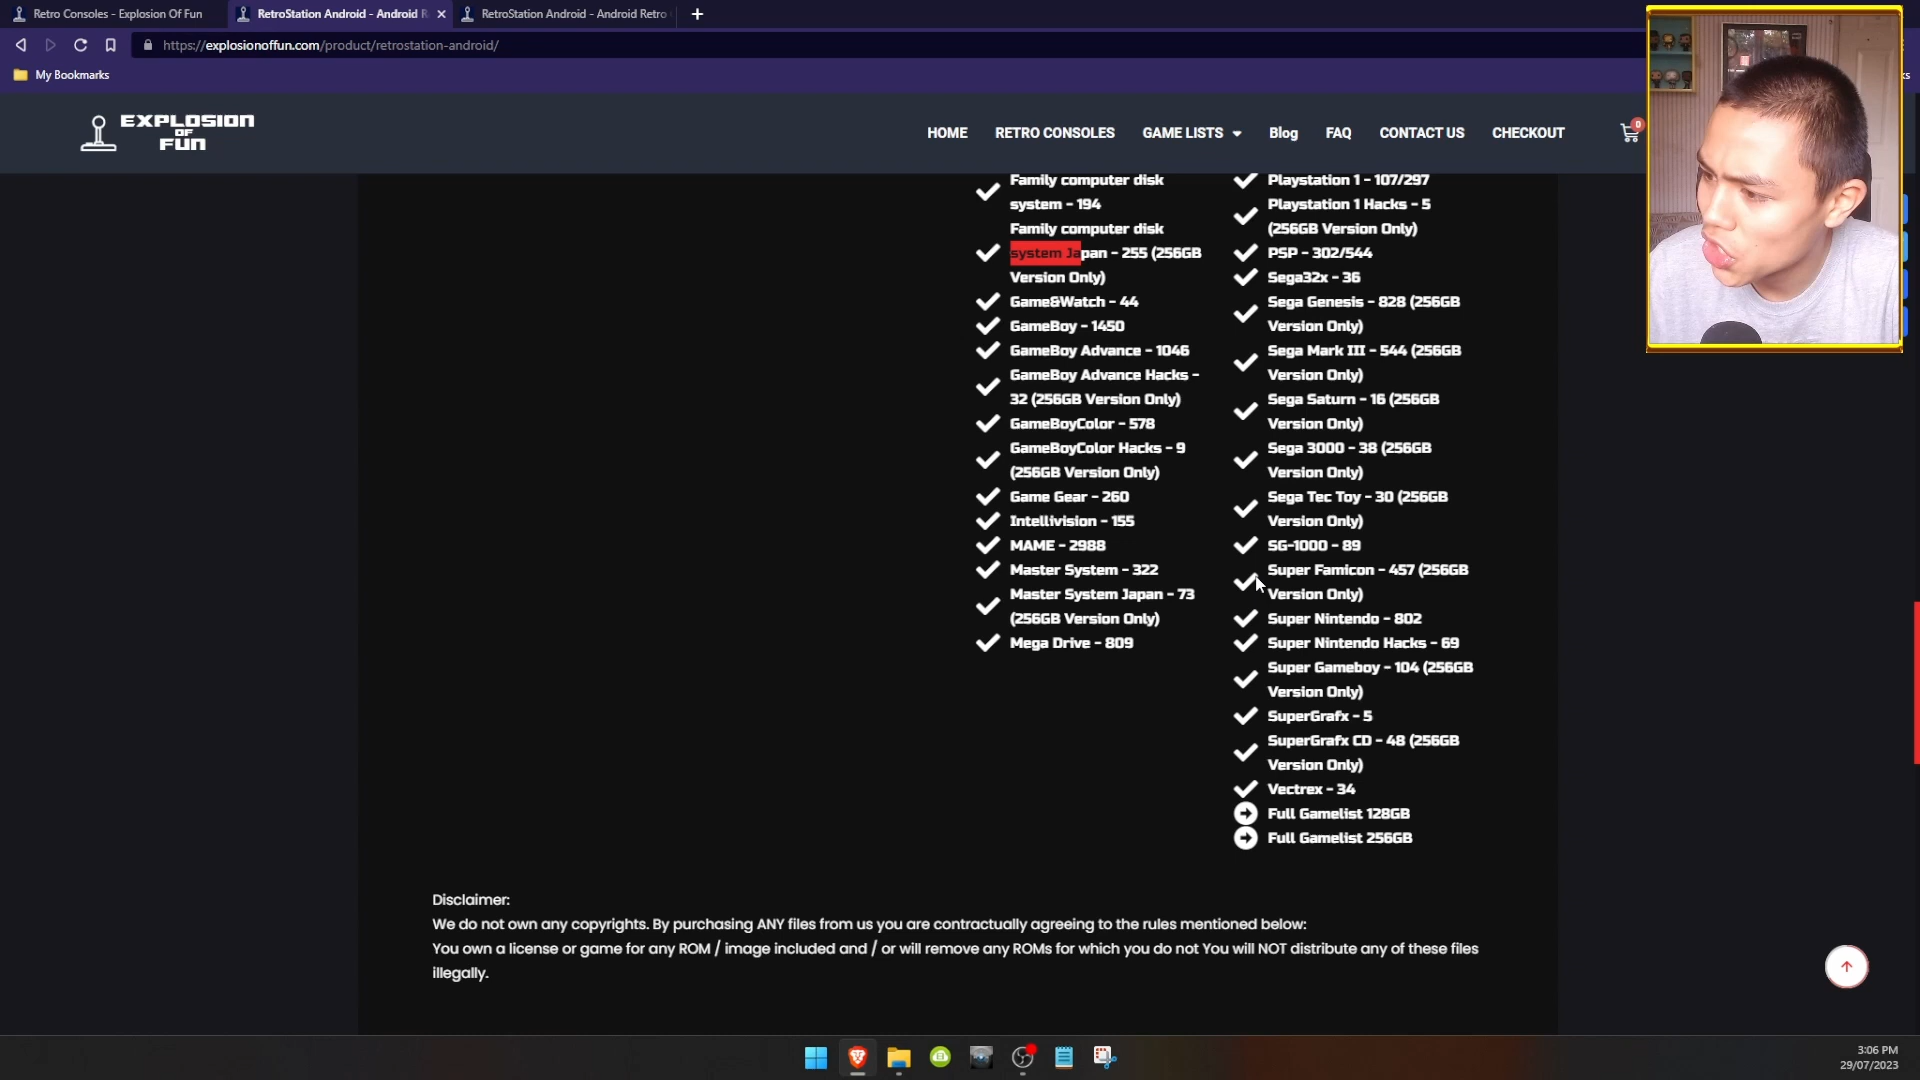 Retro Consoles - Explosion Of Fun
RetroStation Android - Android R
RetroStation Android - Android Retro
https://explosionoffun.com/product/retrostation-android/
My Bookmarks
EXPLOSION
OF
FUN
HOME
RETRO CONSOLES
GAME LISTS
Blog
FAQ
CONTACT US
CHECKOUT
0
Family computer disk
system - 194
Family computer disk
system Japan - 255 (256GB
Version Only)
Game&Watch - 44
GameBoy - 1450
GameBoy Advance - 1046
GameBoy Advance Hacks -
32 (256GB Version Only)
GameBoyColor - 578
GameBoyColor Hacks - 9
(256GB Version Only)
Game Gear - 260
Intellivision - 155
MAME - 2988
Master System - 322
Master System Japan - 73
(256GB Version Only)
Mega Drive - 809
Playstation 1 - 107/297
Playstation 1 Hacks - 5
(256GB Version Only)
PSP - 302/544
Sega32x - 36
Sega Genesis - 828 (256GB
Version Only)
Sega Mark III - 544 (256GB
Version Only)
Sega Saturn - 16 (256GB
Version Only)
Sega 3000 - 38 (256GB
Version Only)
Sega Tec Toy - 30 (256GB
Version Only)
SG-1000 - 89
Super Famicon - 457 (256GB
Version Only)
Super Nintendo - 802
Super Nintendo Hacks - 69
Super Gameboy - 104 (256GB
Version Only)
SuperGrafx - 5
SuperGrafx CD - 48 (256GB
Version Only)
Vectrex - 34
Full Gamelist 128GB
Full Gamelist 256GB
Disclaimer:
We do not own any copyrights. By purchasing ANY files from us you are contractually agreeing to the rules mentioned below:
You own a license or game for any ROM / image included and / or will remove any ROMs for which you do not You will NOT distribute any of these files
illegally.
3:06 PM
29/07/2023